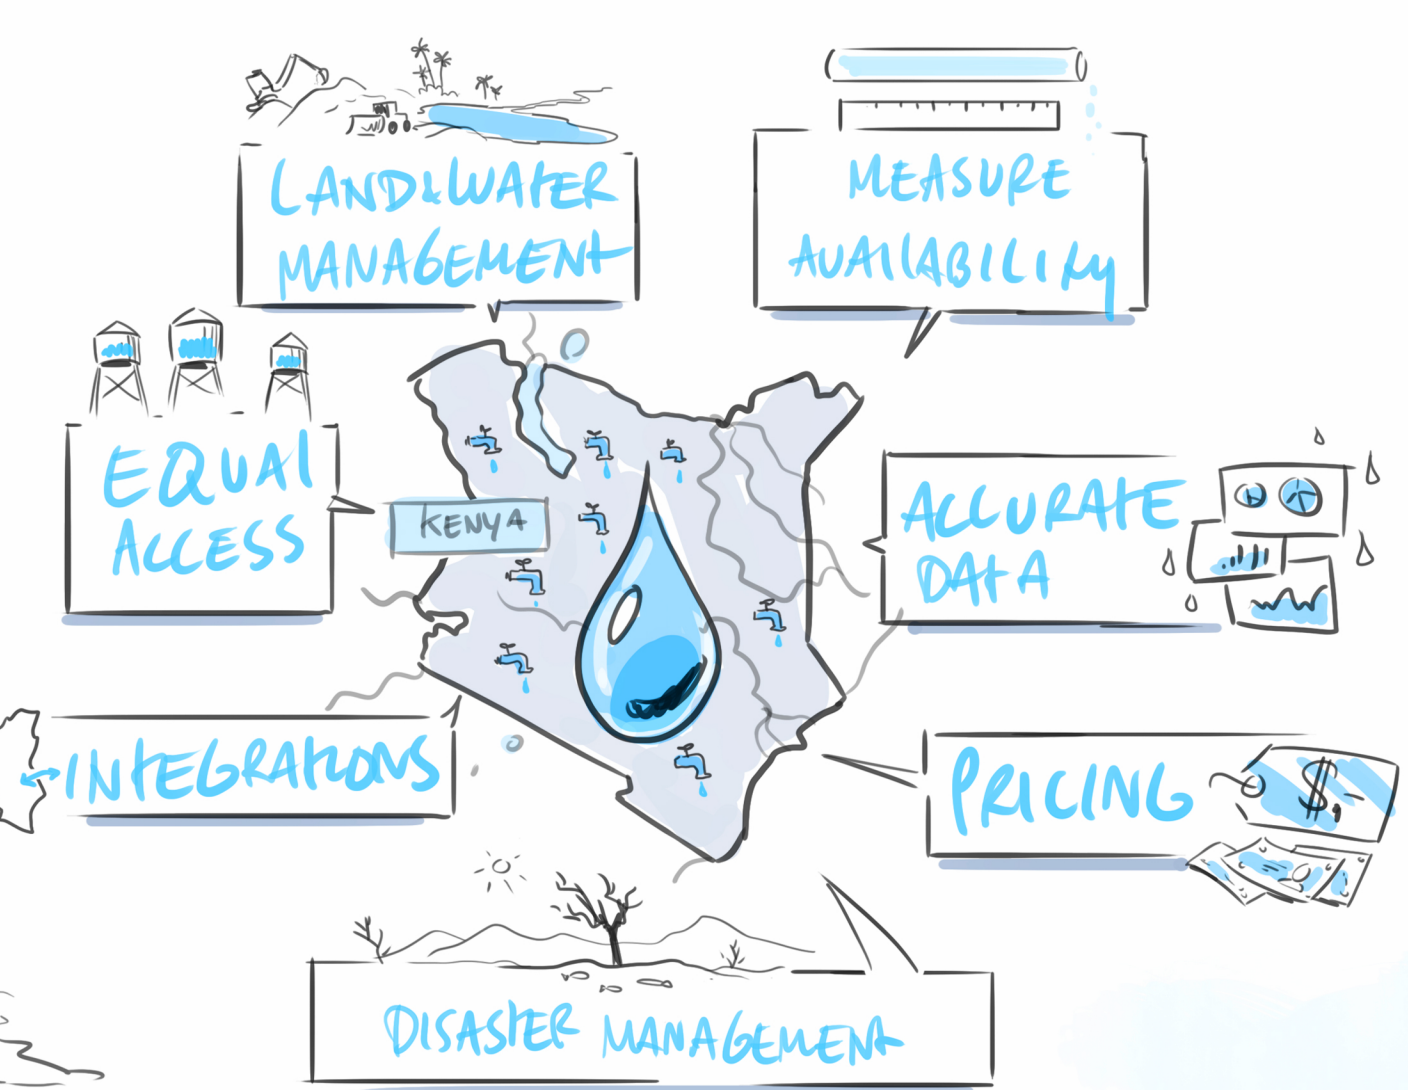 LAND & WATER
MANAGEMENT
MEASURE
AVAILABILITY
EQUAL
ACCESS
KENYA
ACCURATE
DATA
INTEGRATIONS
PRICING
$,-
DISASTER MANAGEMENT